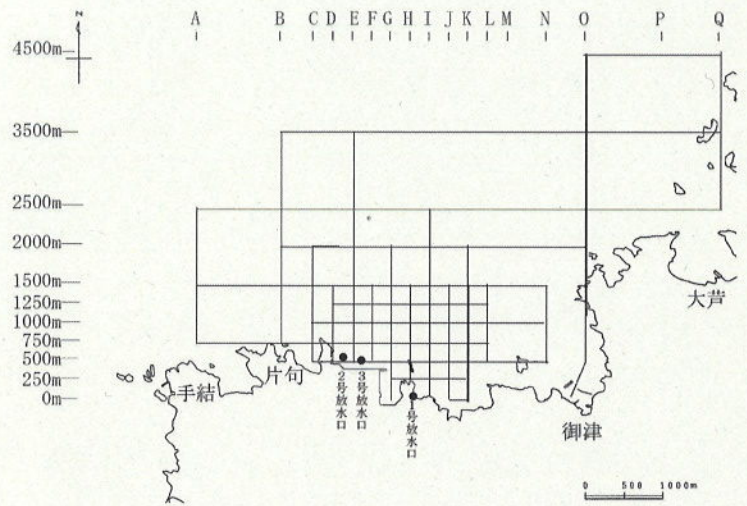 A B C D E F G H I J K L M N O P Q
z
4500m
3500m
2500m
2000m
1500m
1250m
1000m
750m
500m
250m
0m
手結
片句
2号放水口
3号放水口
1号放水口
御津
大芦
0 500 1000m